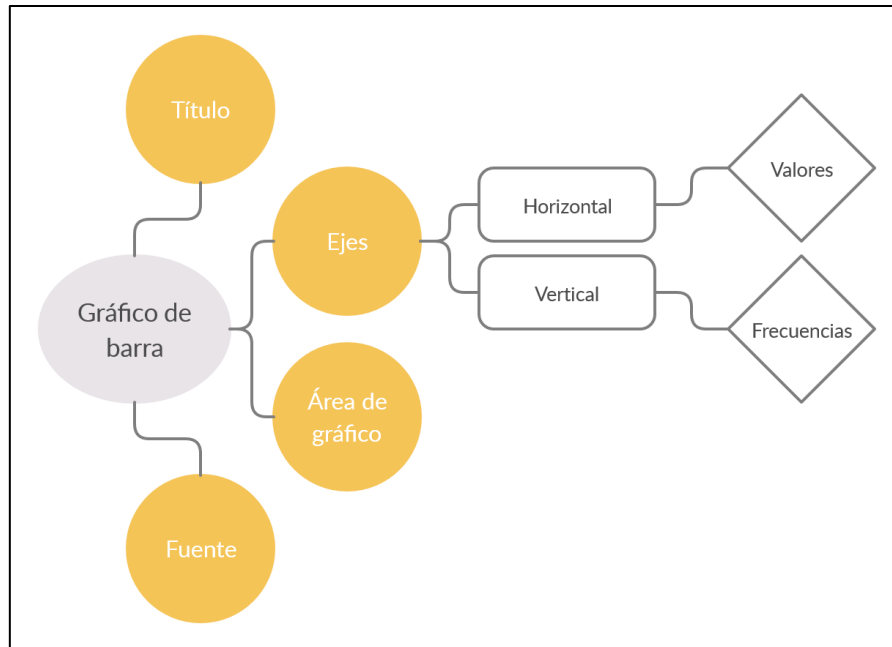 Título
Gráfico de
barra
Ejes
Horizontal
Valores
Vertical
Frecuencias
Área de
gráfico
Fuente